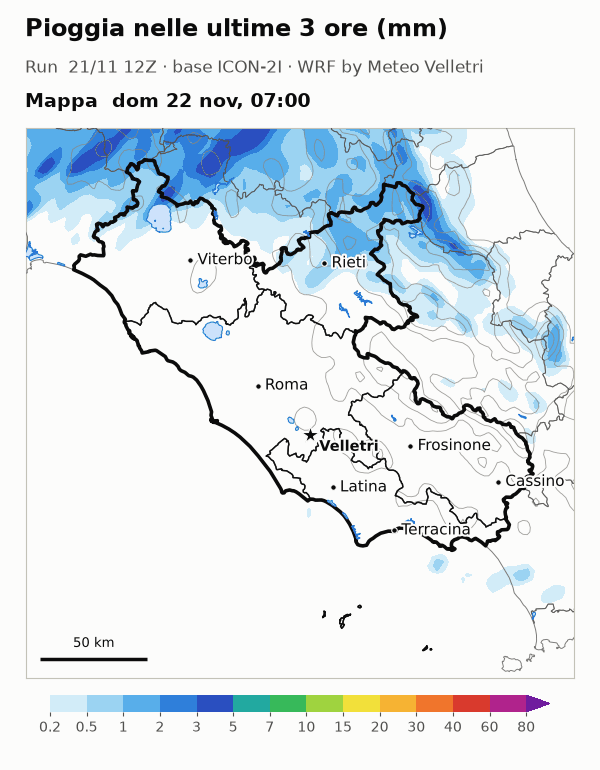 Pioggia nelle ultime 3 ore (mm)
Run 21/11 12Z · base ICON-2I · WRF by Meteo Velletri
Mappa dom 22 nov, 07:00
Viterbo
Rieti
Roma
Velletri
Frosinone
Latina
Cassino
Terracina
50 km
0.2 0.5 1 2 3 5 7 10 15 20 30 40 60 80